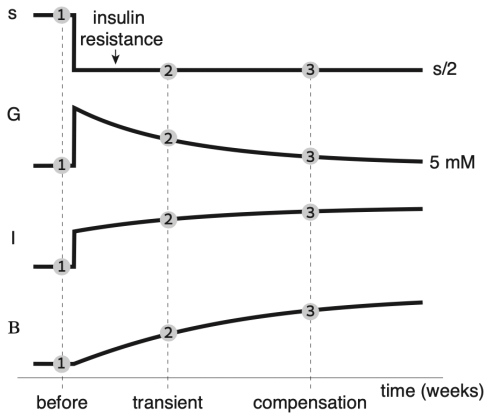 s
1
insulin
resistance
2
3
s/2
G
1
2
3
5 mM
I
1
2
3
B
1
2
3
time (weeks)
before
transient
compensation